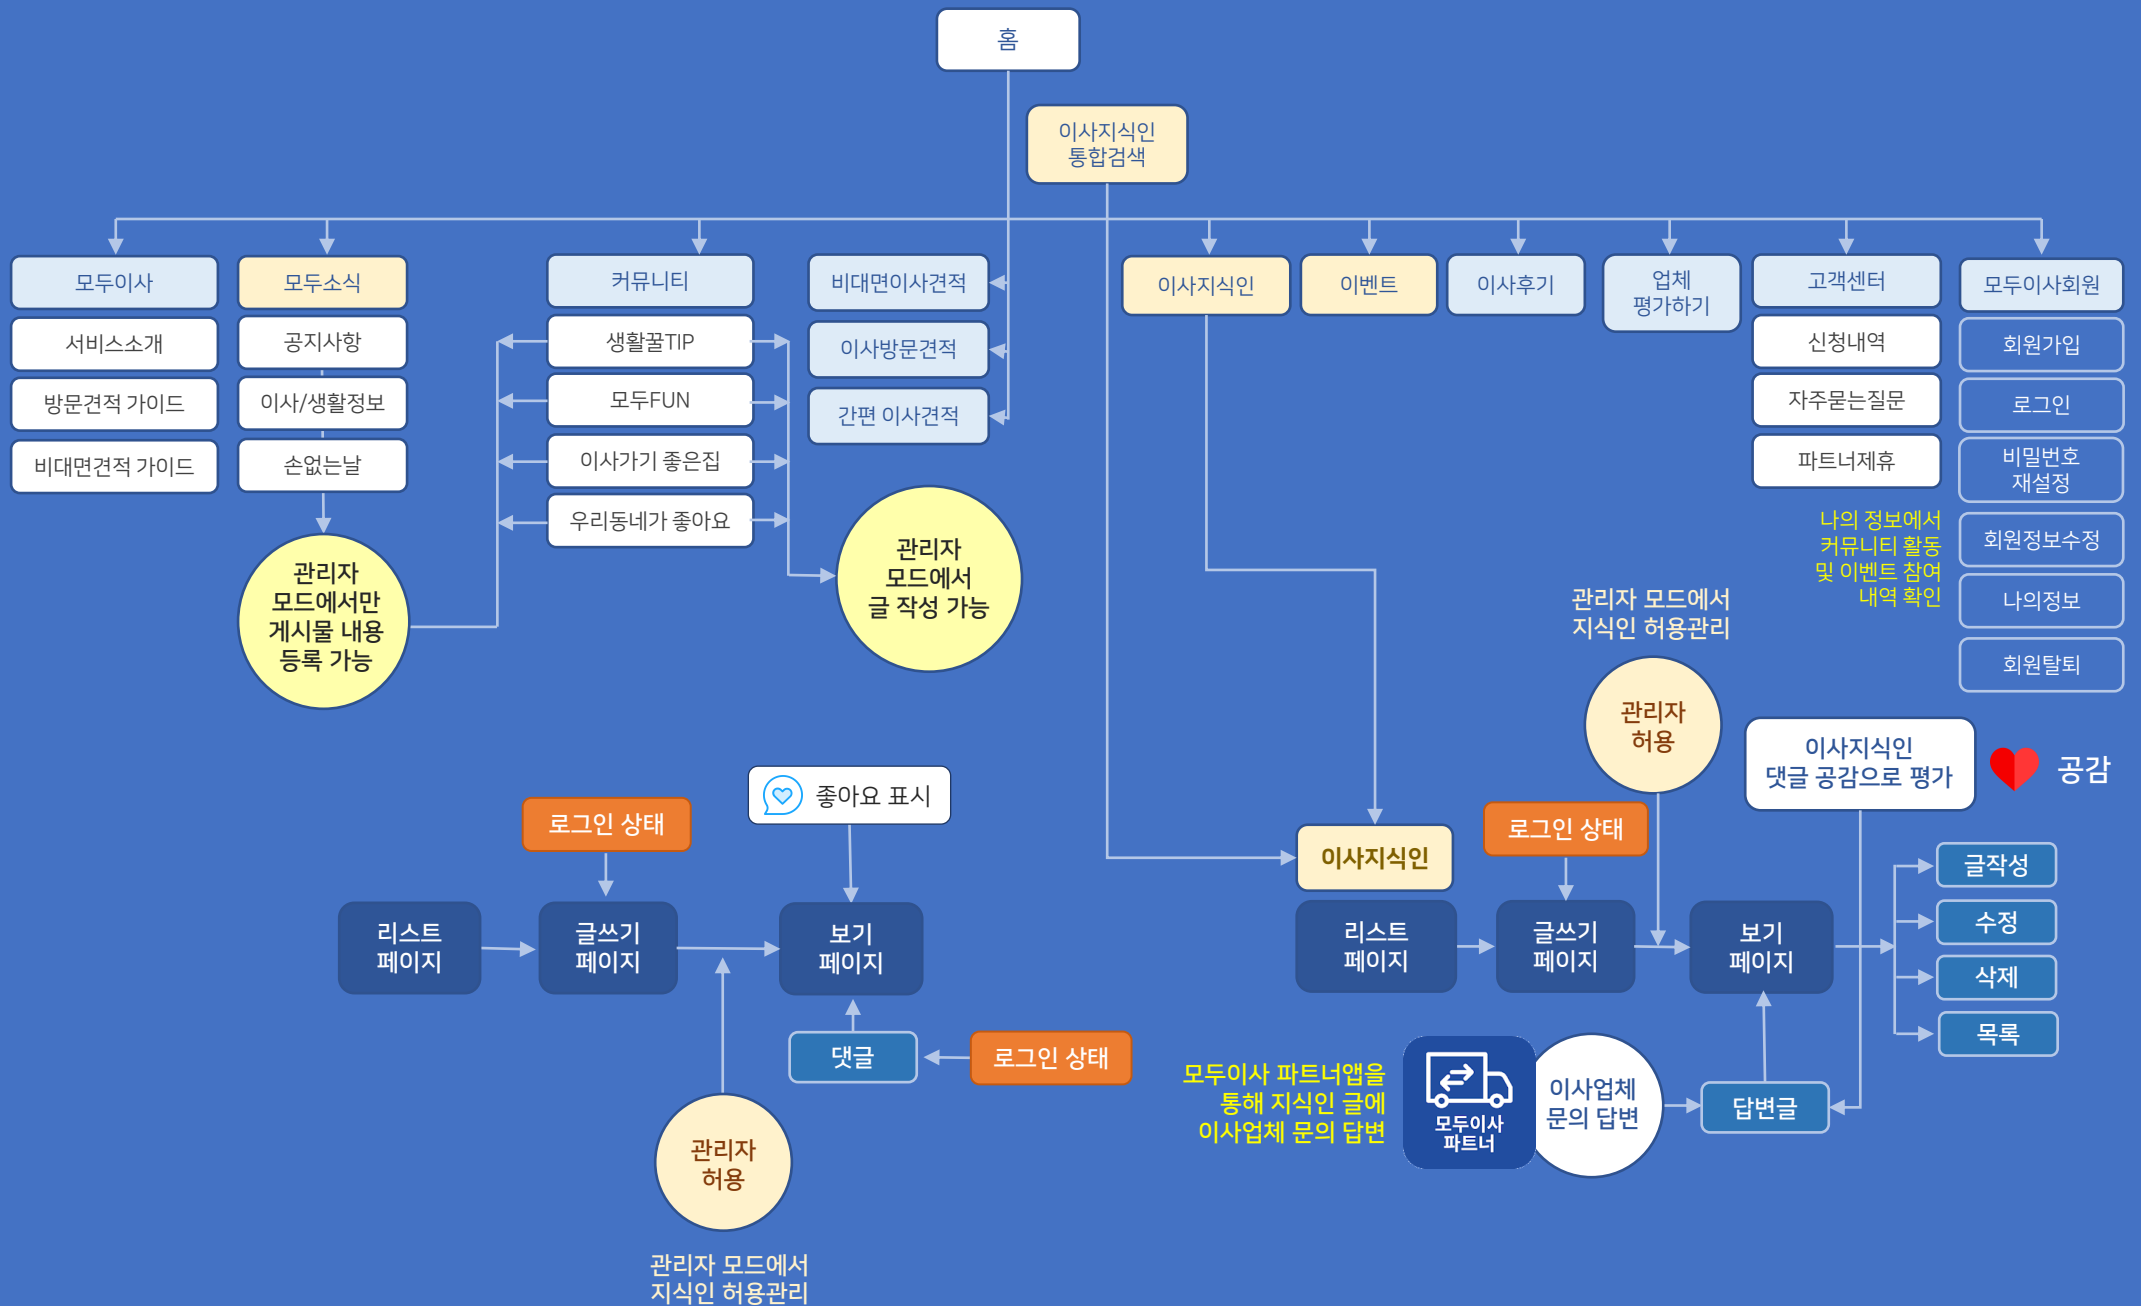 홈
이사지식인
통합검색
모두이사
서비스소개
방문견적 가이드
비대면견적 가이드
모두소식
공지사항
이사/생활정보
손없는날
관리자
모드에서만
게시물 내용
등록 가능
커뮤니티
생활꿀TIP
모두FUN
이사가기 좋은집
우리동네가 좋아요
비대면이사견적
이사방문견적
간편 이사견적
관리자
모드에서
글 작성 가능
이사지식인
이벤트
이사후기
업체
평가하기
고객센터
신청내역
자주묻는질문
파트너제휴
나의 정보에서
커뮤니티 활동
및 이벤트 참여
내역 확인
모두이사회원
회원가입
로그인
비밀번호
재설정
회원정보수정
나의정보
회원탈퇴
로그인 상태
좋아요 표시
리스트
페이지
글쓰기
페이지
보기
페이지
댓글
로그인 상태
관리자
허용
관리자 모드에서
지식인 허용관리
관리자 모드에서
지식인 허용관리
관리자
허용
이사지식인
댓글 공감으로 평가
공감
이사지식인
로그인 상태
리스트
페이지
글쓰기
페이지
보기
페이지
글작성
수정
삭제
목록
모두이사 파트너앱을
통해 지식인 글에
이사업체 문의 답변
모두이사
파트너
이사업체
문의 답변
답변글